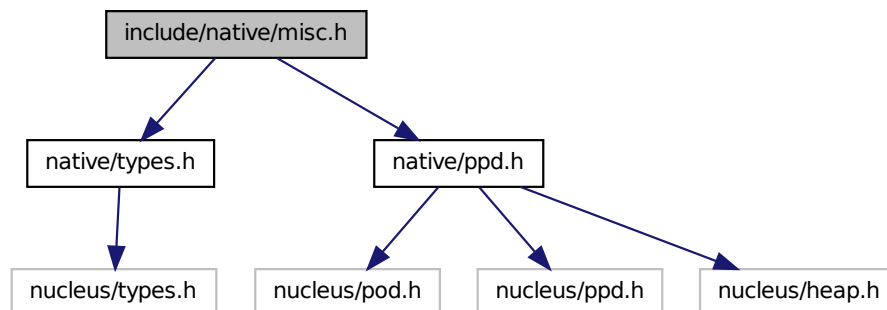 include/native/misc.h
native/types.h
native/ppd.h
nucleus/types.h
nucleus/pod.h
nucleus/ppd.h
nucleus/heap.h